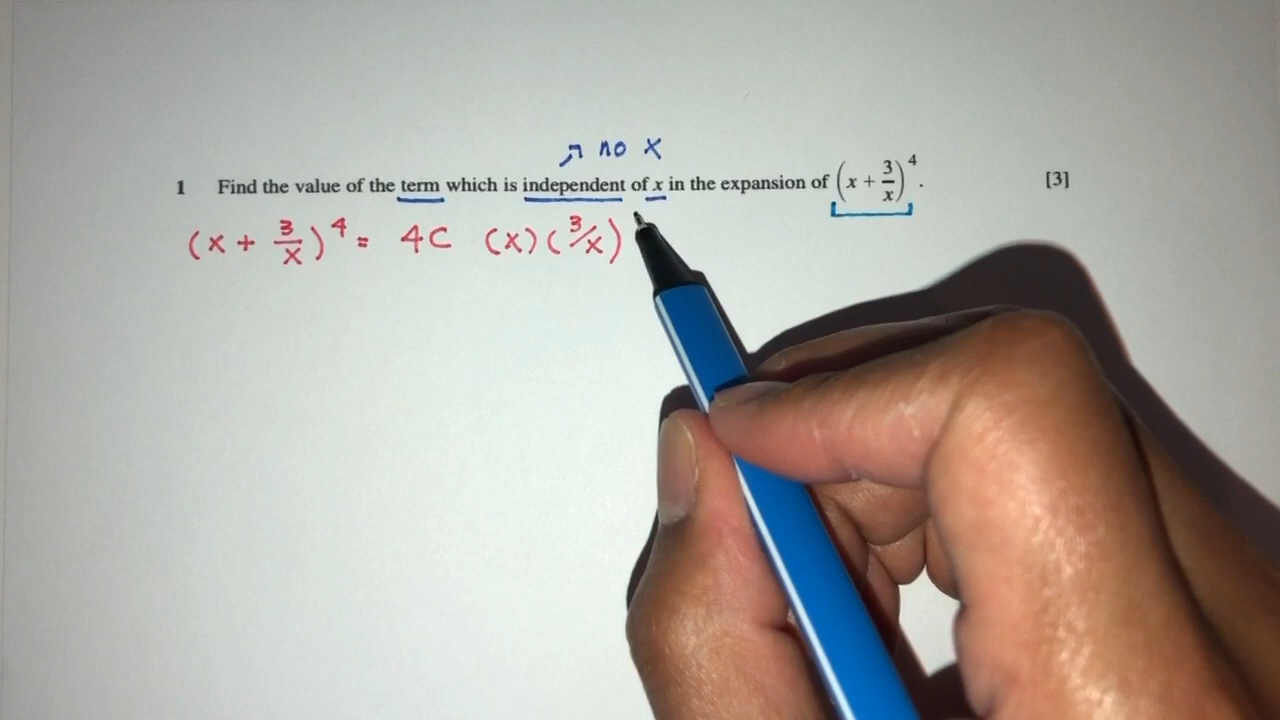 ↗ no x
1 Find the value of the term which is independent of x in the expansion of (x + 3/x)^4. [3]
(x + 3/x)^4 = 4C (x)(3/x)